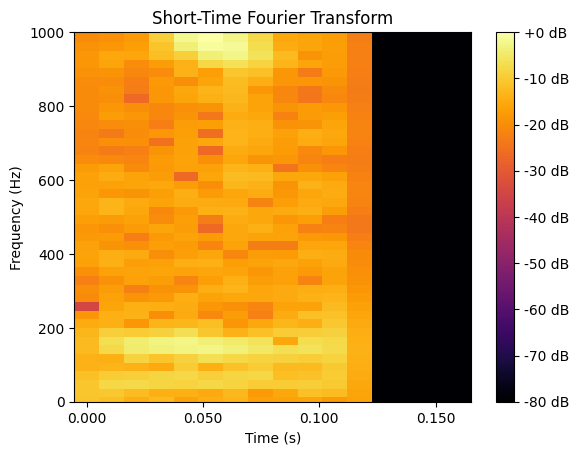 Short-Time Fourier Transform
1000
800
600
400
200
0
Frequency (Hz)
0.000
0.050
0.100
0.150
Time (s)
+0 dB
-10 dB
-20 dB
-30 dB
-40 dB
-50 dB
-60 dB
-70 dB
-80 dB